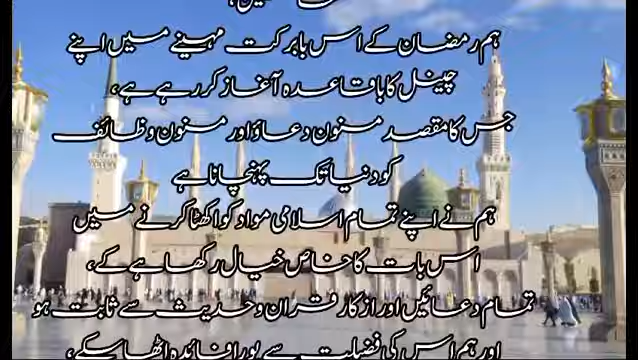 ہم رمضان کے اس بابرکت مہینے میں اپنے
چینل کا باقاعدہ آغاز کر رہے ہے،
جس کا مقصد مسنون دعاؤ اور مسنون وظائف
کو دنیا تک پہنچانا ہے
ہم نے اپنے تمام اسلامی مواد کو اکھٹا کرنے میں
اس بات کا خاص خیال رکھا ہے کے،
تمام دعائیں اور ازکار قران و حدیث سے ثابت ہو
اور ہم اس کی فضیلت سے پورا فائدہ اٹھا سکے،